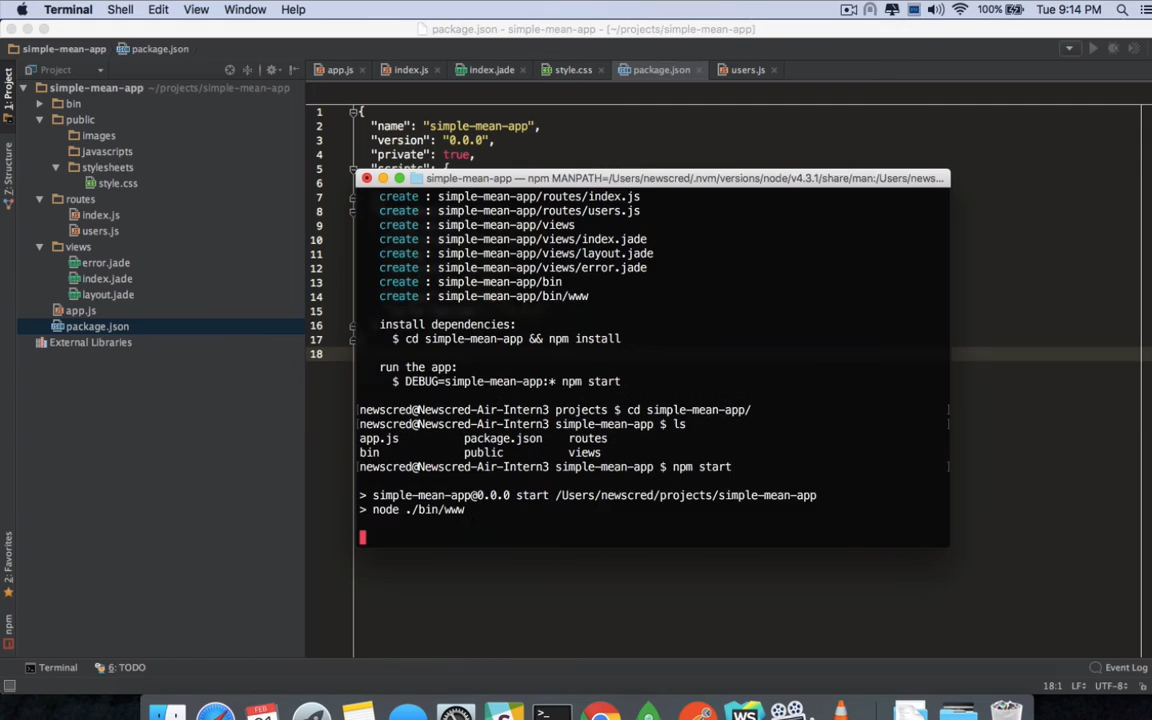 Terminal Shell Edit View Window Help 100% Tue 9:14 PM
package.json - simple-mean-app - [~/projects/simple-mean-app]
simple-mean-app package.json
Project app.js index.js index.jade style.css package.json users.js
1: Project
7: Structure
2: Favorites
npm
simple-mean-app ~/projects/simple-mean-app
bin
public
images
javascripts
stylesheets
style.css
routes
index.js
users.js
views
error.jade
index.jade
layout.jade
app.js
package.json
External Libraries
1 {
2 "name": "simple-mean-app",
3 "version": "0.0.0",
4 "private": true,
5
6
7
8
9
10
11
12
13
14
15
16
17
18
simple-mean-app — npm MANPATH=/Users/newscred/.nvm/versions/node/v4.3.1/share/man:/Users/news...
create : simple-mean-app/routes/index.js
create : simple-mean-app/routes/users.js
create : simple-mean-app/views
create : simple-mean-app/views/index.jade
create : simple-mean-app/views/layout.jade
create : simple-mean-app/views/error.jade
create : simple-mean-app/bin
create : simple-mean-app/bin/www
install dependencies:
$ cd simple-mean-app && npm install
run the app:
$ DEBUG=simple-mean-app:* npm start
[newscred@Newscred-Air-Intern3 projects $ cd simple-mean-app/ ]
[newscred@Newscred-Air-Intern3 simple-mean-app $ ls ]
app.js package.json routes
bin public views
[newscred@Newscred-Air-Intern3 simple-mean-app $ npm start ]
> simple-mean-app@0.0.0 start /Users/newscred/projects/simple-mean-app
> node ./bin/www
Terminal 6: TODO Event Log
18:1 LF÷ UTF-8÷